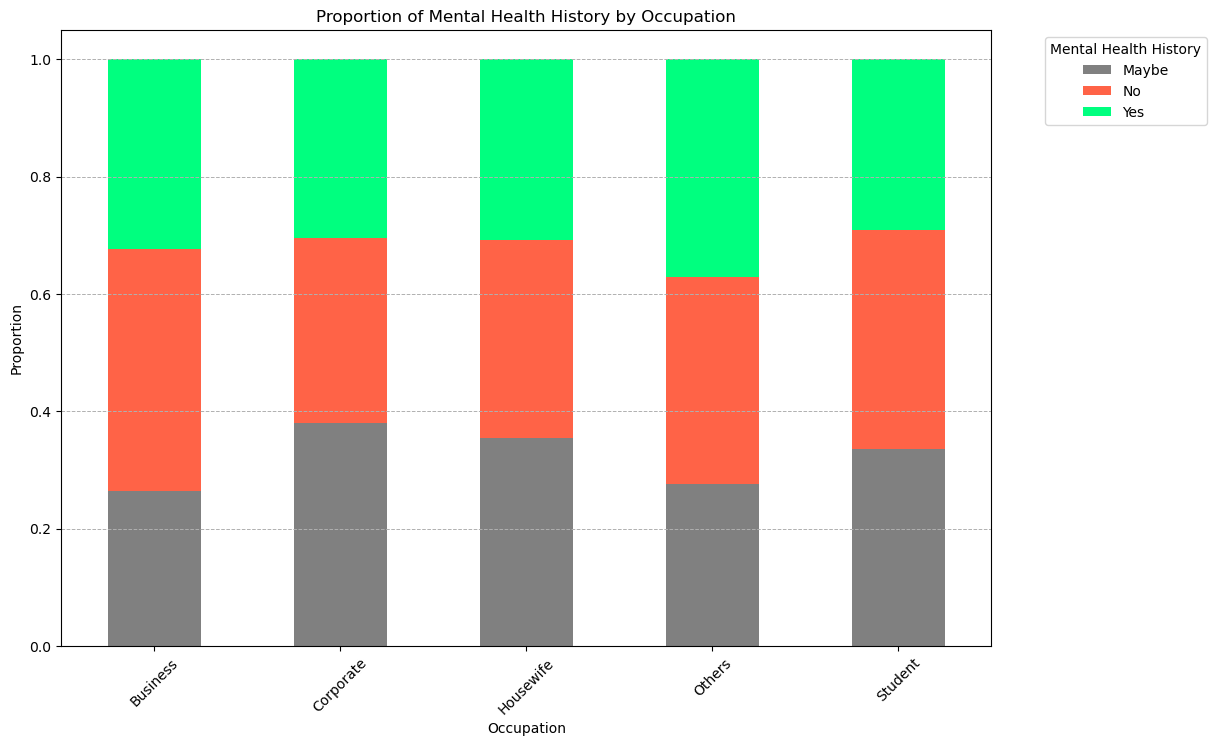 Proportion of Mental Health History by Occupation
Mental Health History
Maybe
No
Yes
Proportion
1.0
0.8
0.6
0.4
0.2
0.0
Business
Corporate
Housewife
Others
Student
Occupation